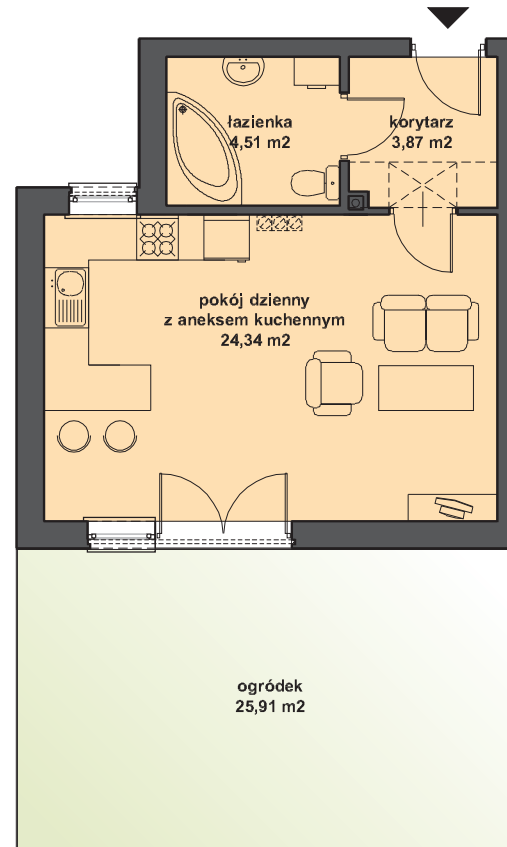 łazienka
4,51 m2
korytarz
3,87 m2
pokój dzienny
z aneksem kuchennym
24,34 m2
ogródek
25,91 m2